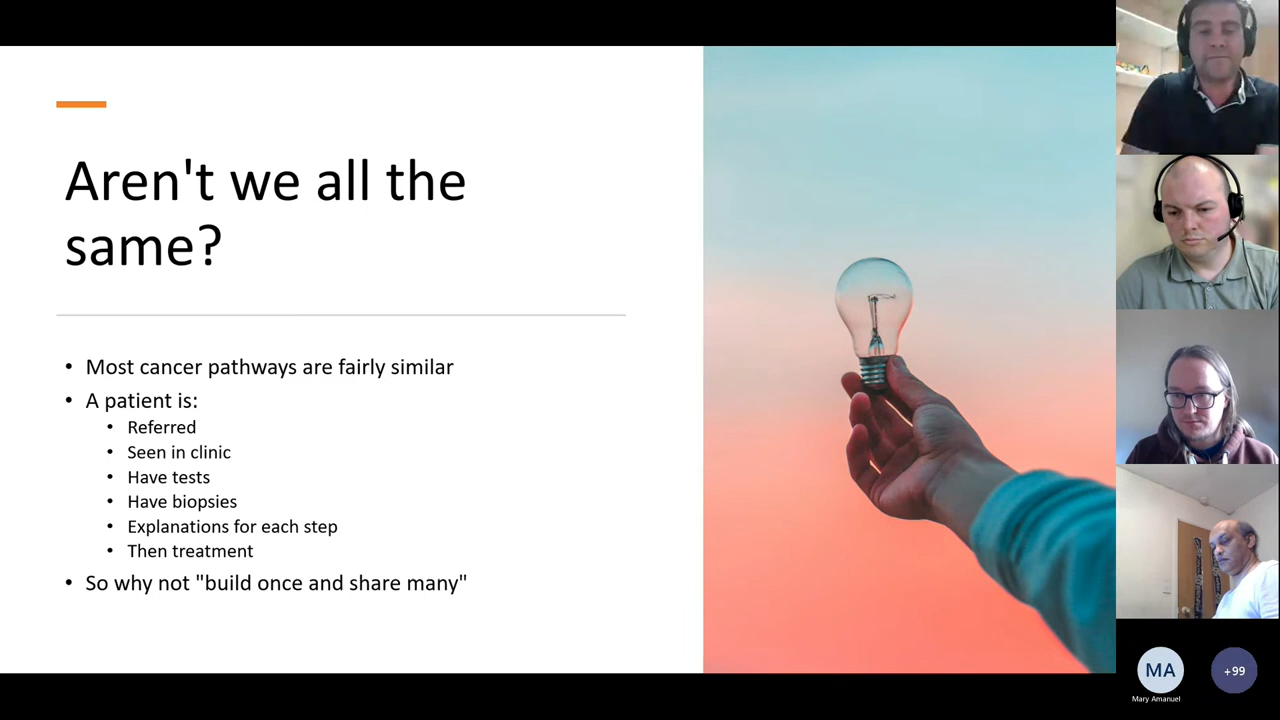 Aren't we all the
same?
• Most cancer pathways are fairly similar
• A patient is:
• Referred
• Seen in clinic
• Have tests
• Have biopsies
• Explanations for each step
• Then treatment
• So why not "build once and share many"
MA
+99
Mary Amanuel